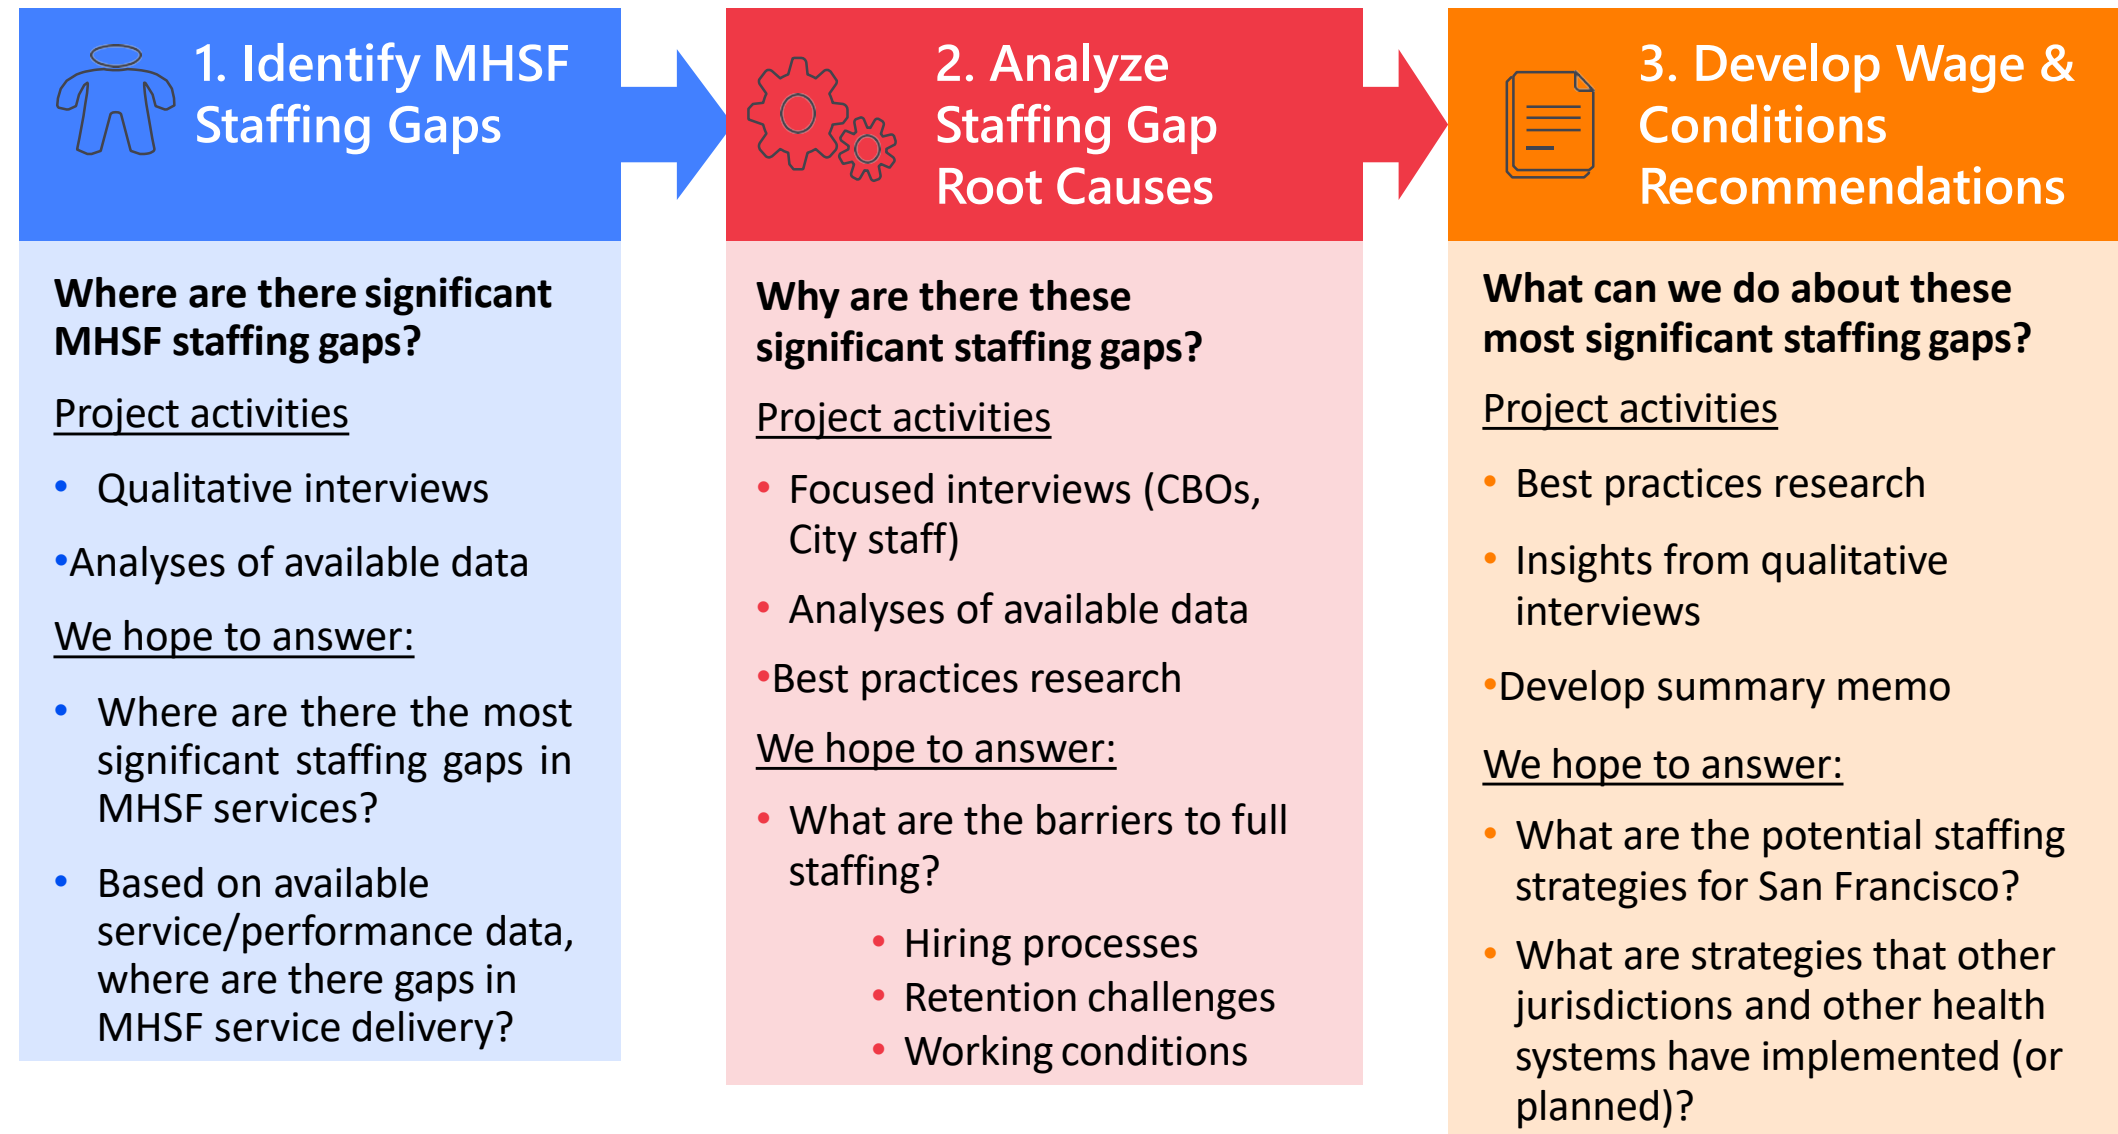 1. Identify MHSF
Staffing Gaps
Where are there significant
MHSF staffing gaps?
Project activities
• Qualitative interviews
•Analyses of available data
We hope to answer:
• Where are there the most
significant staffing gaps in
MHSF services?
• Based on available
service/performance data,
where are there gaps in
MHSF service delivery?
2. Analyze
Staffing Gap
Root Causes
Why are there these
significant staffing gaps?
Project activities
• Focused interviews (CBOs,
City staff)
• Analyses of available data
•Best practices research
We hope to answer:
• What are the barriers to full
staffing?
• Hiring processes
• Retention challenges
• Working conditions
3. Develop Wage &
Conditions
Recommendations
What can we do about these
most significant staffing gaps?
Project activities
• Best practices research
• Insights from qualitative
interviews
•Develop summary memo
We hope to answer:
• What are the potential staffing
strategies for San Francisco?
• What are strategies that other
jurisdictions and other health
systems have implemented (or
planned)?